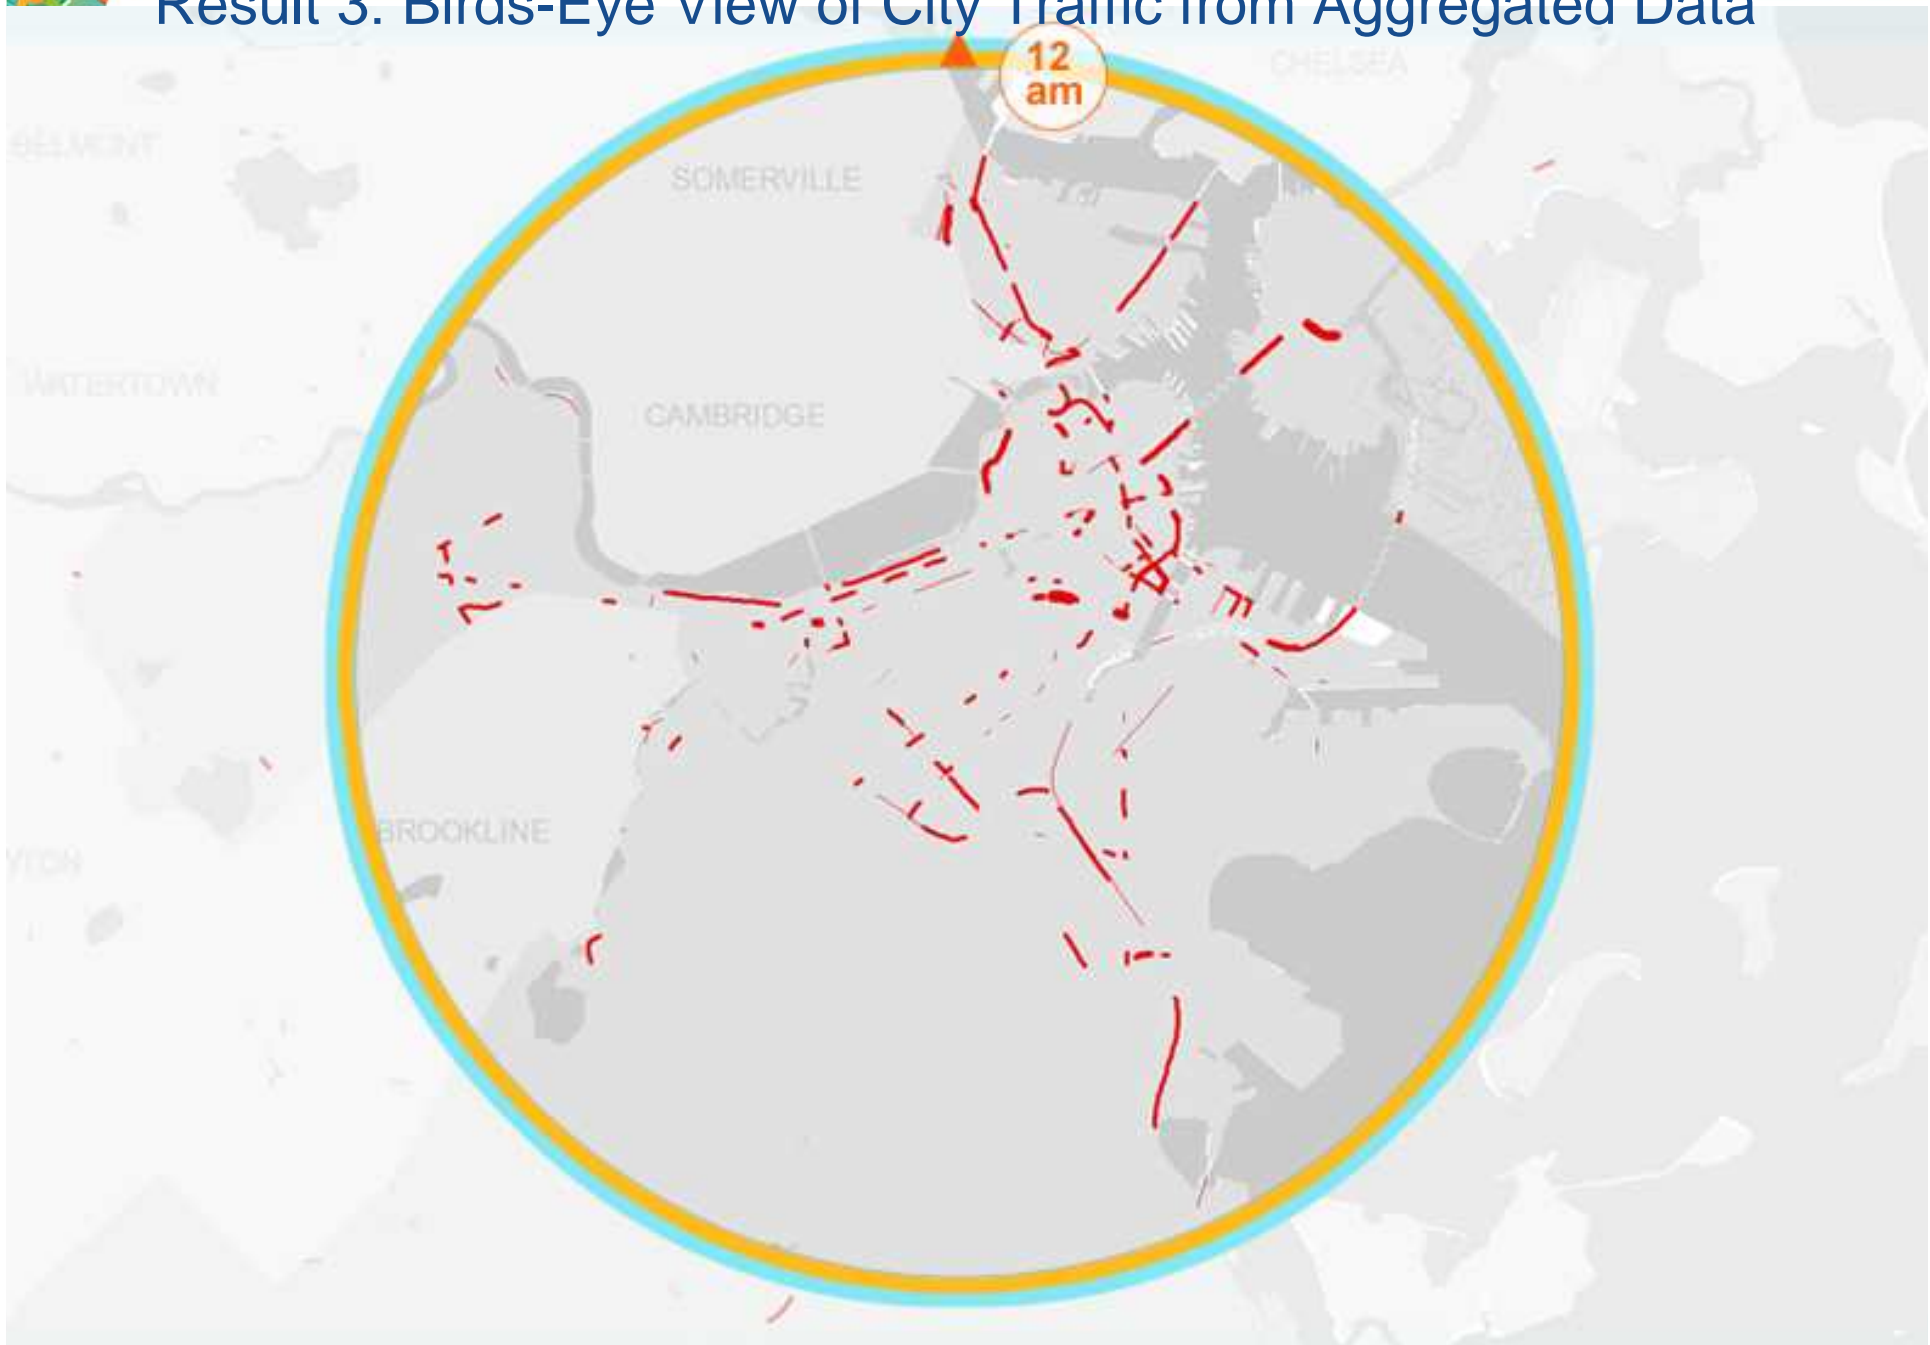 Result 3: Birds-Eye View of City Traffic from Aggregated Data
12
am
CHELSEA
BELMONT
SOMERVILLE
WATERTOWN
CAMBRIDGE
BROOKLINE